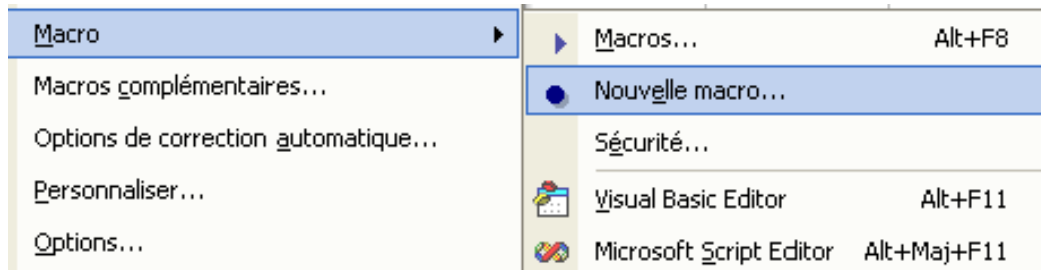 Macro
Macros complémentaires...
Options de correction automatique...
Personnaliser...
Options...
Macros... Alt+F8
Nouvelle macro...
Sécurité...
Visual Basic Editor Alt+F11
Microsoft Script Editor Alt+Maj+F11